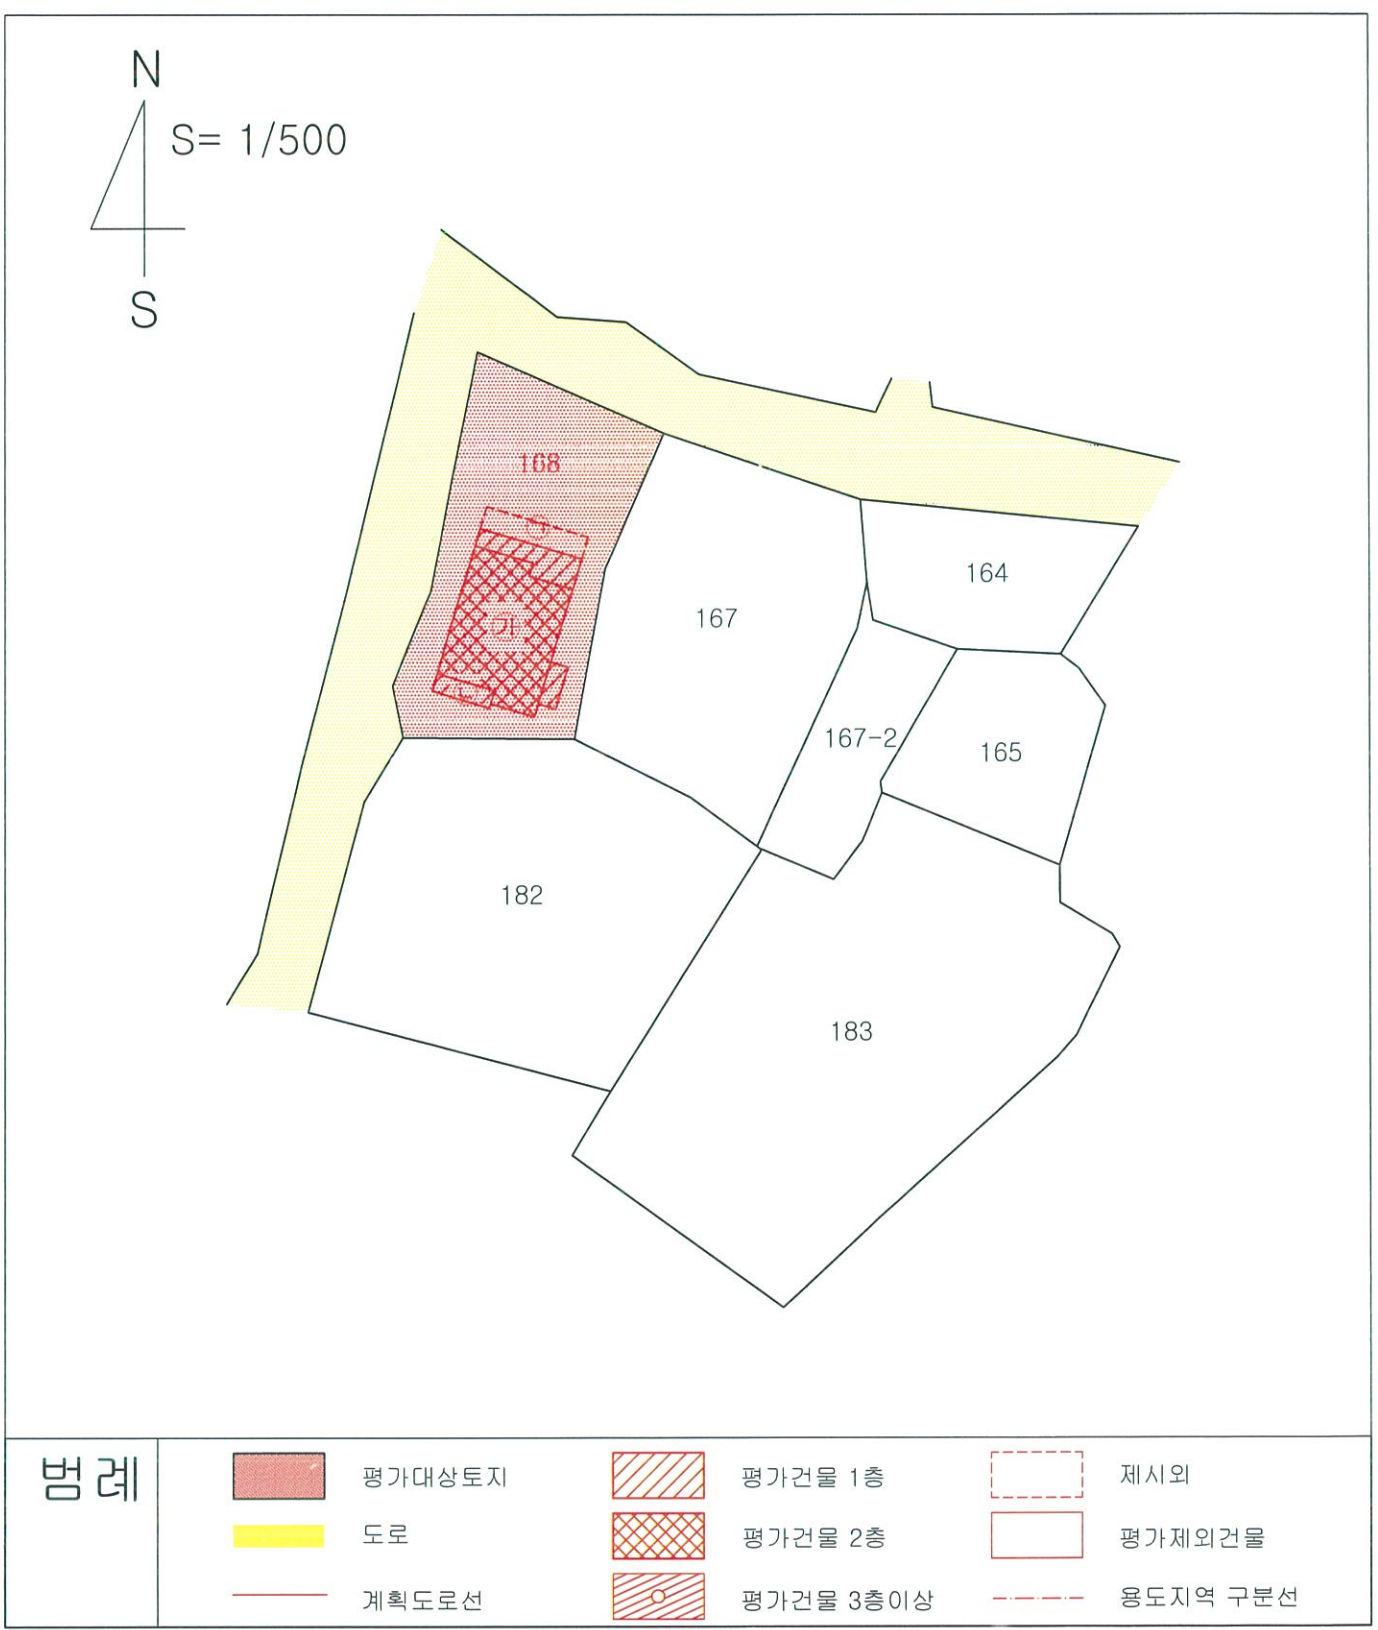 N
S= 1/500
S
168
ㄱ
가
ㄴ
164
167
167-2
165
182
183
범례
평가대상토지
평가건물 1층
제시외
도로
평가건물 2층
평가제외건물
계획도로선
평가건물 3층이상
용도지역 구분선